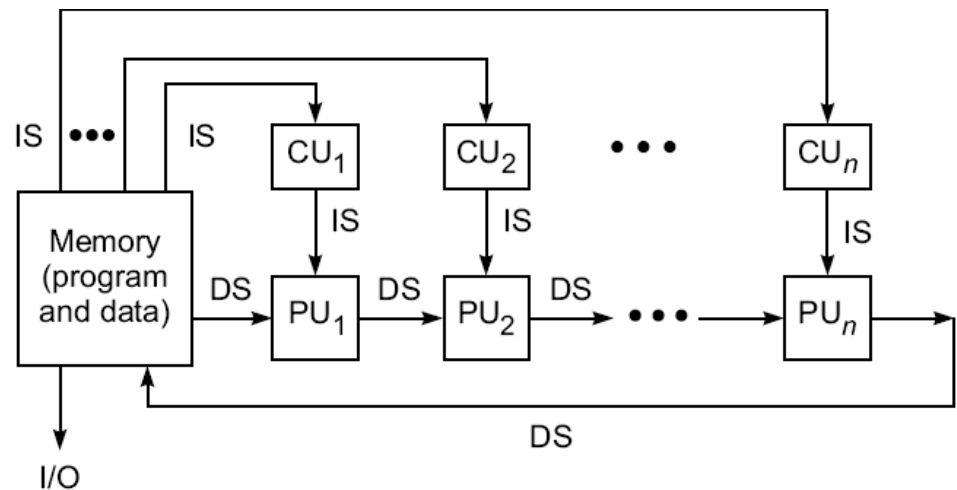 IS
IS
CU1
CU2
CUn
IS
IS
IS
Memory
(program
and data)
DS
PU1
DS
PU2
DS
PUn
DS
I/O